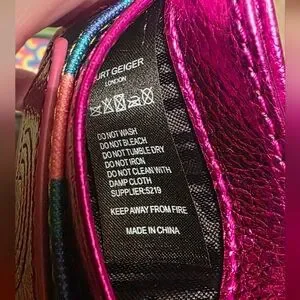 URT GEIGER
LONDON
DO NOT WASH
DO NOT BLEACH
DO NOT TUMBLE DRY
DO NOT IRON
DO NOT CLEAN WITH
DAMP CLOTH
SUPPLIER:5219
KEEP AWAY FROM FIRE
MADE IN CHINA